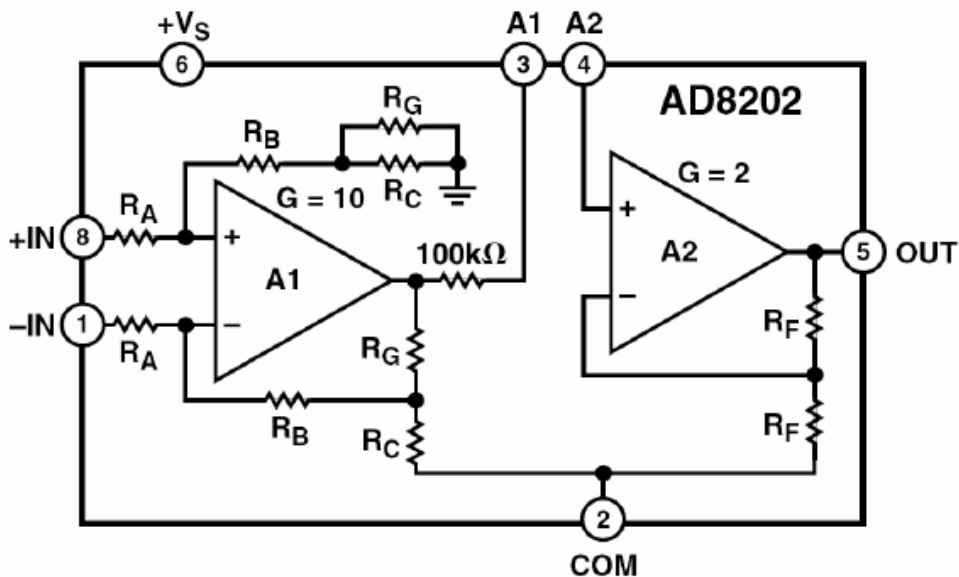 +VS
6
A1
3
A2
4
AD8202
RG
RB
RC
G = 10
G = 2
RA
+IN
8
+
A1
100kΩ
+
A2
5
OUT
–IN
1
–
RA
–
RG
RF
RB
RC
RF
2
COM